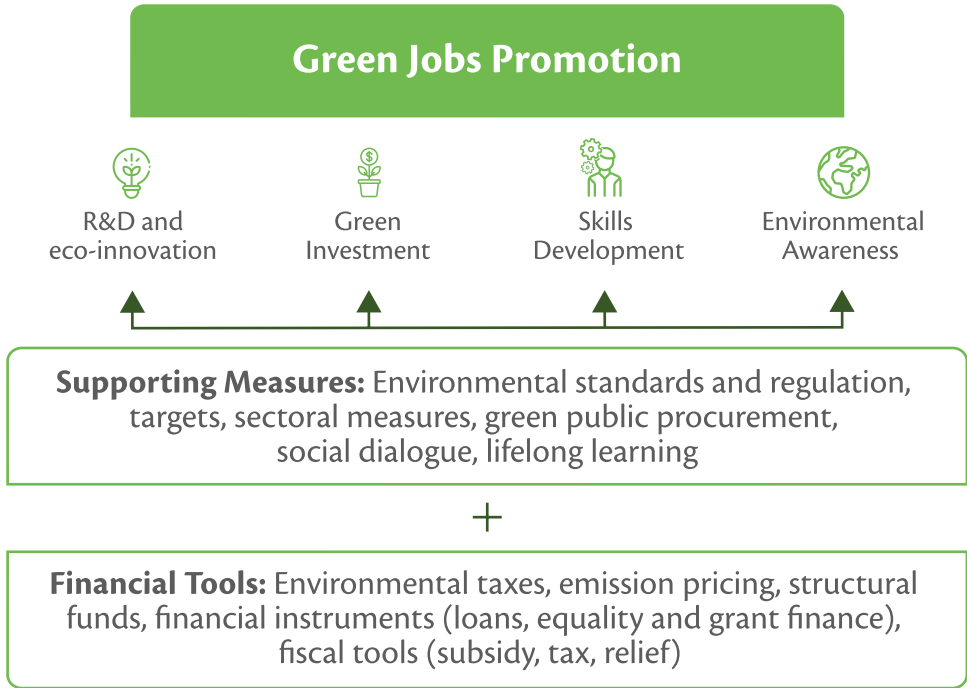 Green Jobs Promotion
$
R&D and
eco-innovation
Green
Investment
Skills
Development
Environmental
Awareness
Supporting Measures: Environmental standards and regulation,
targets, sectoral measures, green public procurement,
social dialogue, lifelong learning
+
Financial Tools: Environmental taxes, emission pricing, structural
funds, financial instruments (loans, equality and grant finance),
fiscal tools (subsidy, tax, relief)